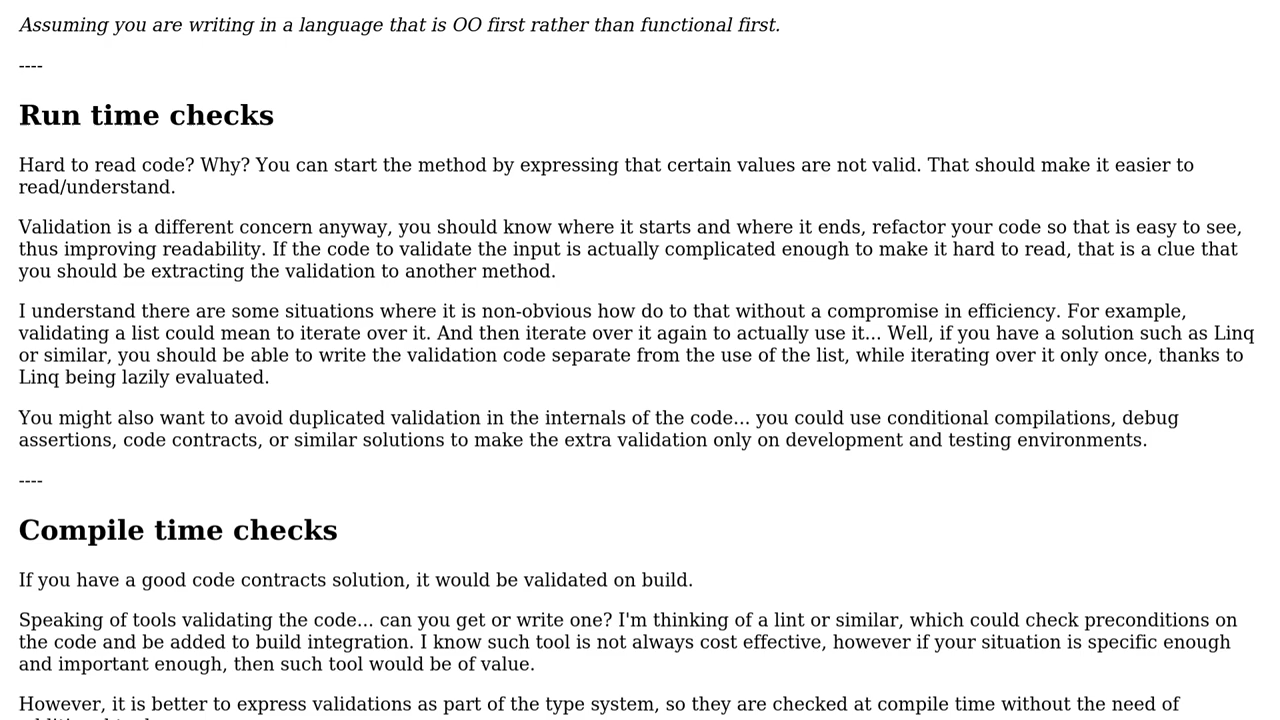 Assuming you are writing in a language that is OO first rather than functional first.
----
Run time checks
Hard to read code? Why? You can start the method by expressing that certain values are not valid. That should make it easier to
read/understand.
Validation is a different concern anyway, you should know where it starts and where it ends, refactor your code so that is easy to see,
thus improving readability. If the code to validate the input is actually complicated enough to make it hard to read, that is a clue that
you should be extracting the validation to another method.
I understand there are some situations where it is non-obvious how do to that without a compromise in efficiency. For example,
validating a list could mean to iterate over it. And then iterate over it again to actually use it... Well, if you have a solution such as Linq
or similar, you should be able to write the validation code separate from the use of the list, while iterating over it only once, thanks to
Linq being lazily evaluated.
You might also want to avoid duplicated validation in the internals of the code... you could use conditional compilations, debug
assertions, code contracts, or similar solutions to make the extra validation only on development and testing environments.
----
Compile time checks
If you have a good code contracts solution, it would be validated on build.
Speaking of tools validating the code... can you get or write one? I'm thinking of a lint or similar, which could check preconditions on
the code and be added to build integration. I know such tool is not always cost effective, however if your situation is specific enough
and important enough, then such tool would be of value.
However, it is better to express validations as part of the type system, so they are checked at compile time without the need of